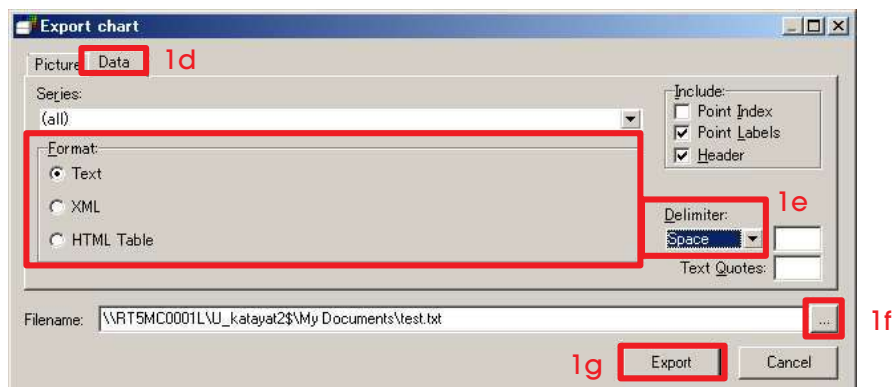 Export chart
Picture Data 1d
Series:
(all)
Include:
Point Index
Point Labels
Header
Format:
Text
XML
HTML Table
1e
Delimiter:
Space
Text Quotes:
Filename: \\RT5MC0001L\U_katayat2$\My Documents\test.txt ... 1f
1g Export Cancel